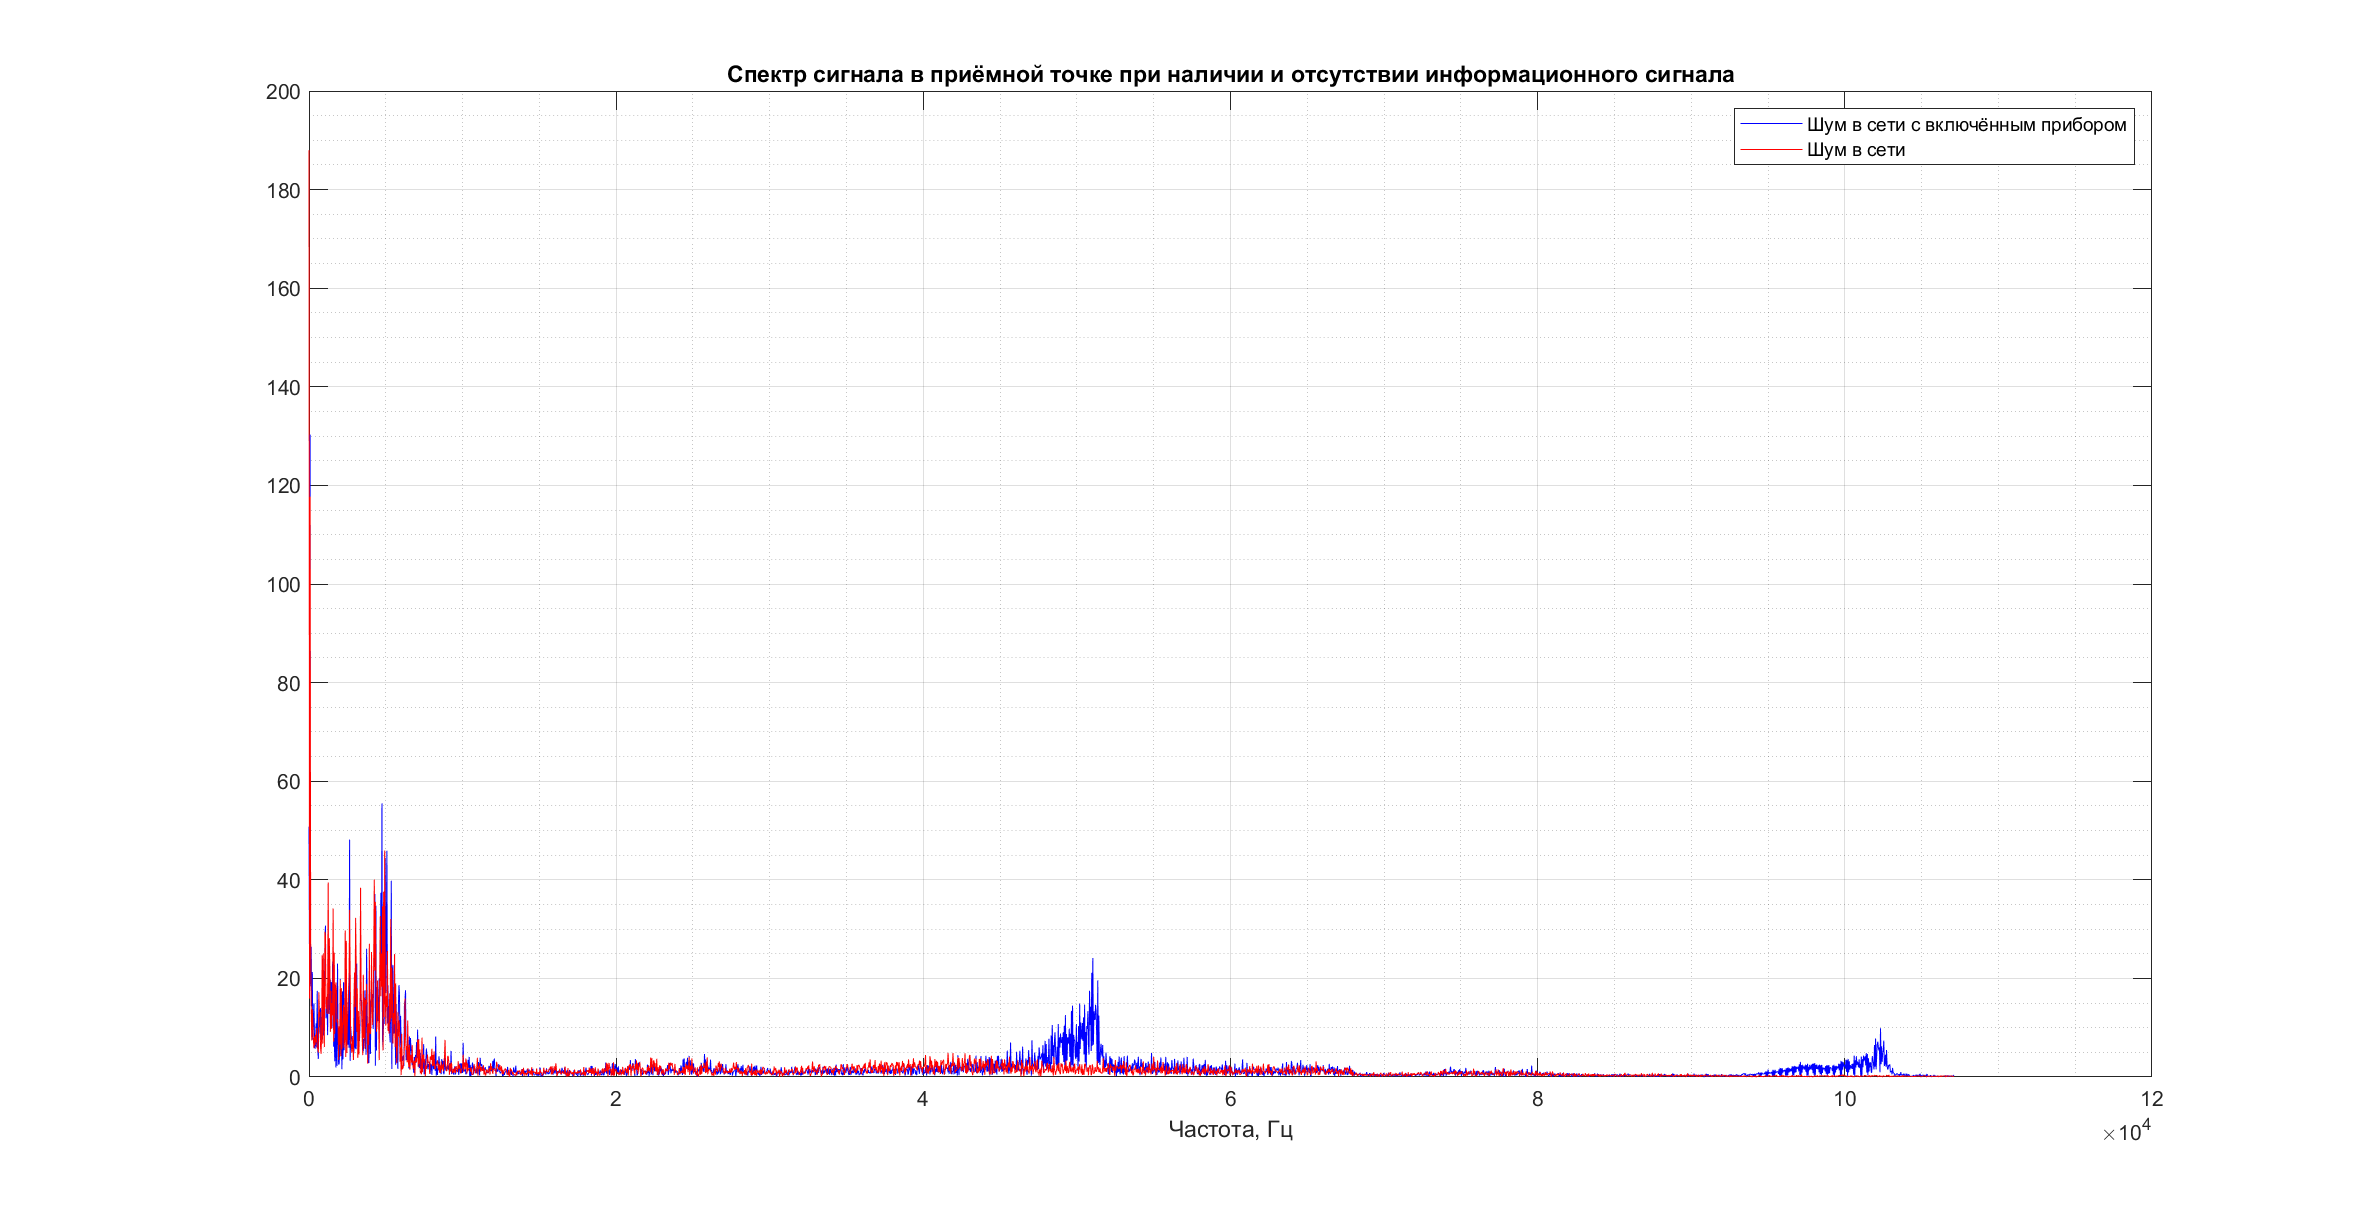 Спектр сигнала в приёмной точке при наличии и отсутствии информационного сигнала
200
180
160
140
120
100
80
60
40
20
0
Шум в сети с включённым прибором
Шум в сети
0 2 4 6 8 10 12
Частота, Гц
×10⁴